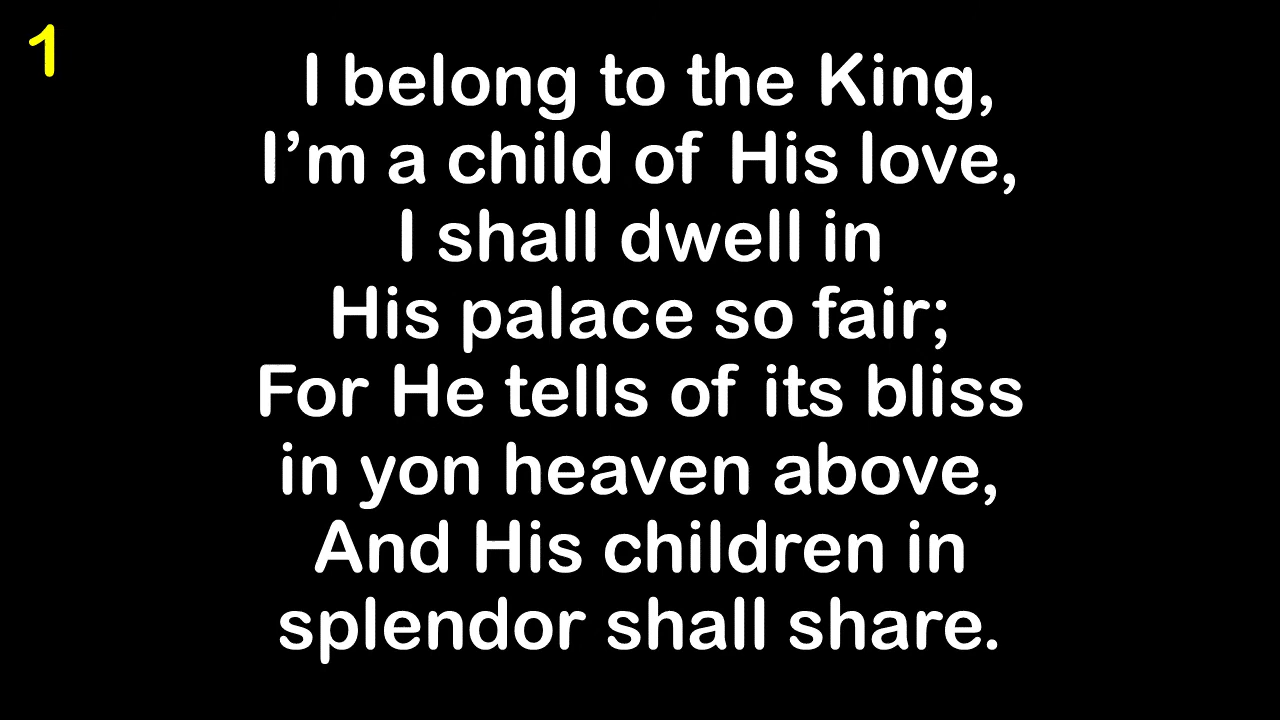 1
I belong to the King,
I’m a child of His love,
I shall dwell in
His palace so fair;
For He tells of its bliss
in yon heaven above,
And His children in
splendor shall share.